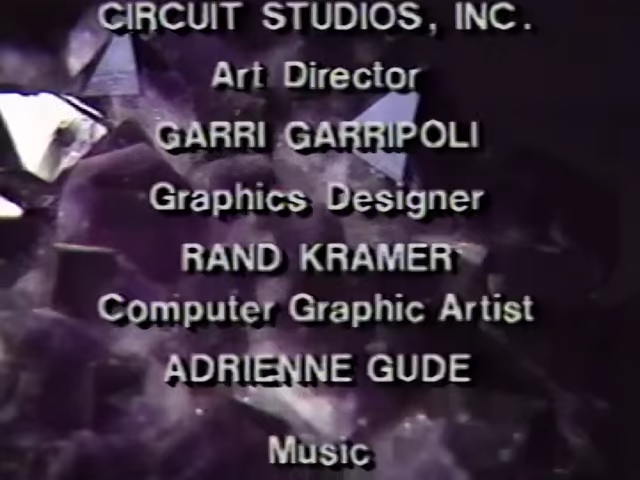 CIRCUIT STUDIOS, INC.
Art Director
GARRI GARRIPOLI
Graphics Designer
RAND KRAMER
Computer Graphic Artist
ADRIENNE GUDE
Music